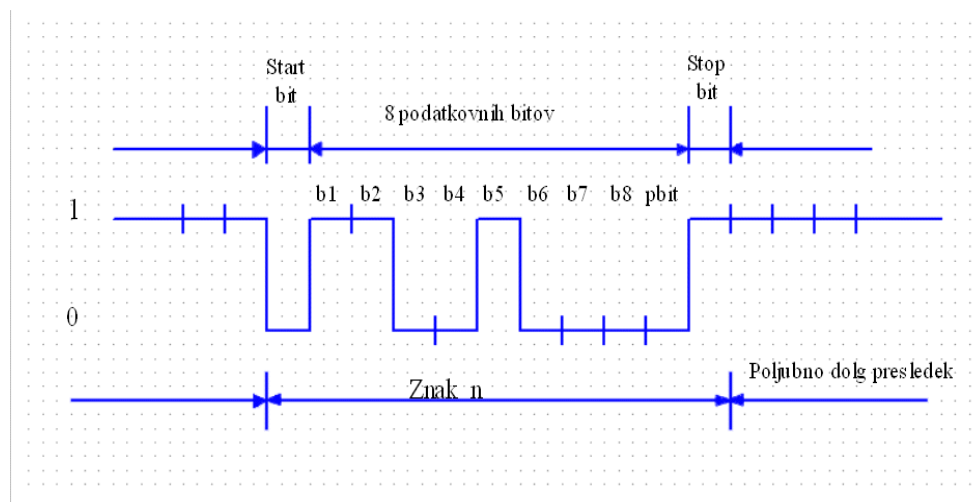 Start
bit
Stop
bit
8 podatkovnih bitov
b1 b2 b3 b4 b5 b6 b7 b8 pbit
1
0
Znak n
Poljubno dolg presledek